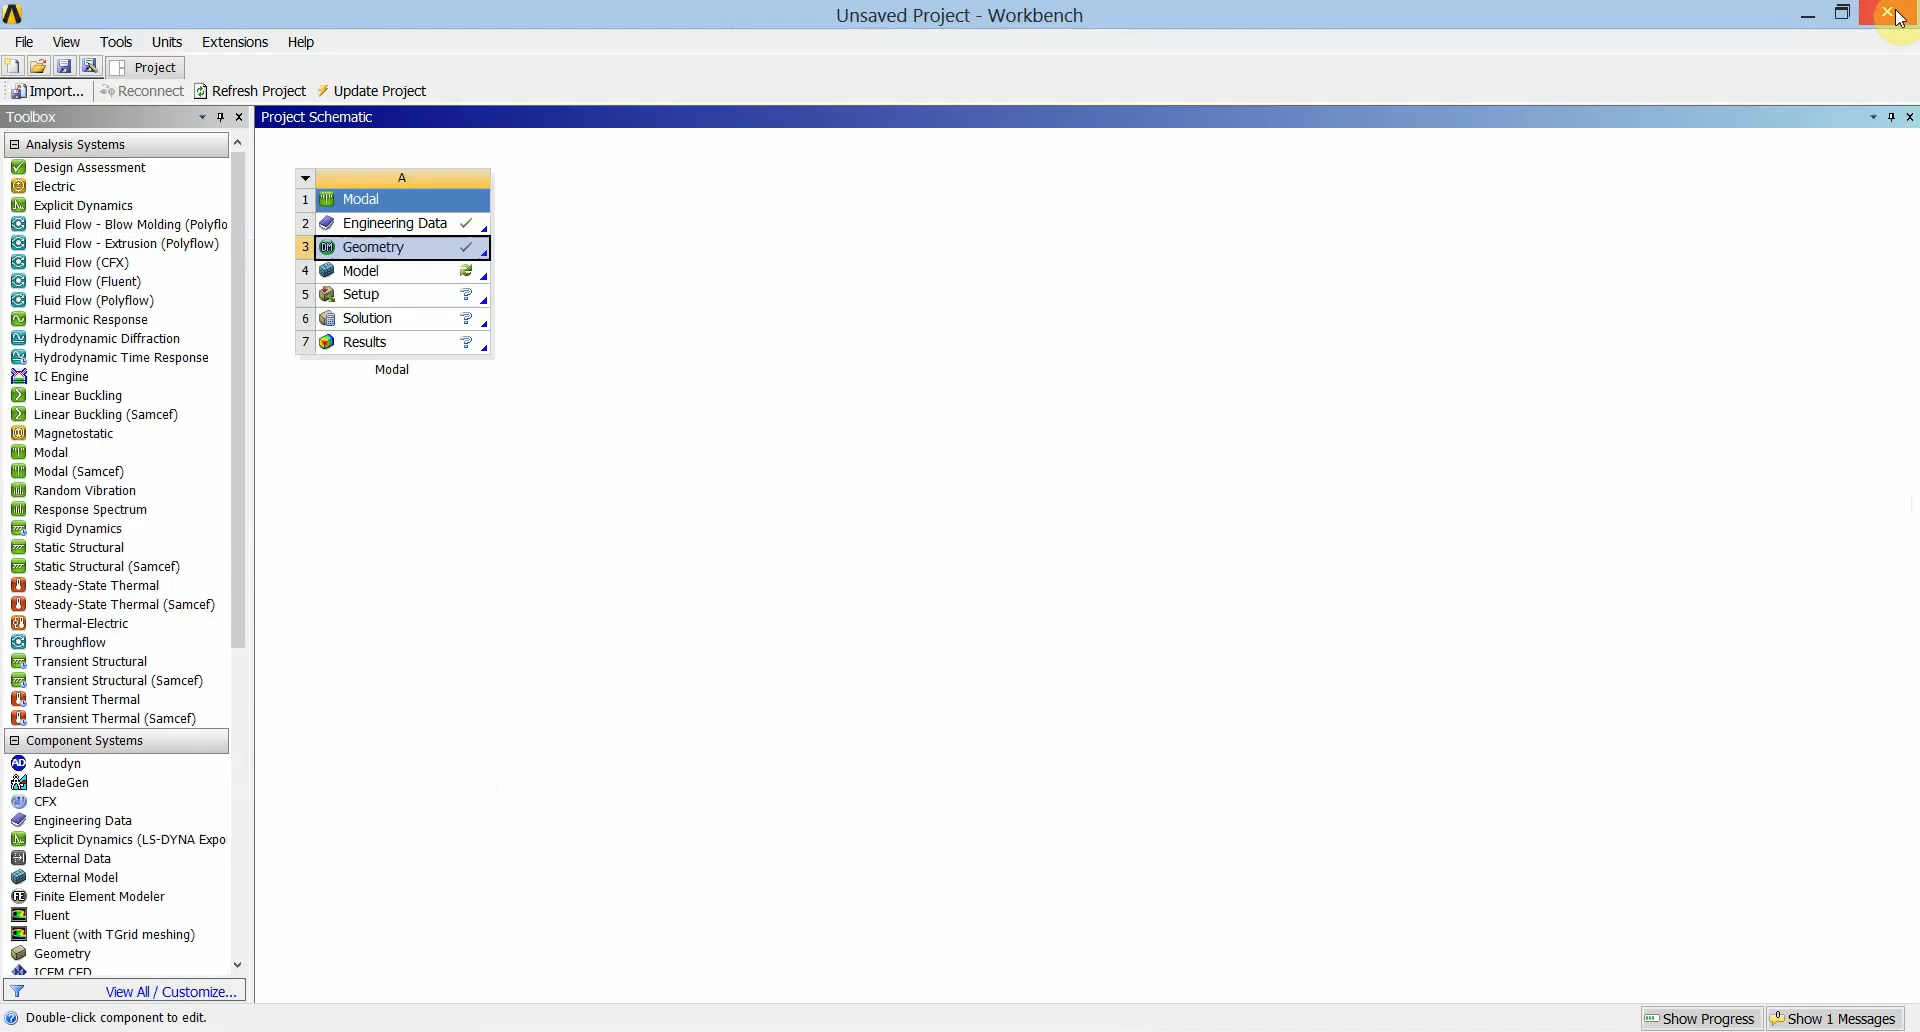 Unsaved Project - Workbench
File View Tools Units Extensions Help
Project
Import... Reconnect Refresh Project Update Project
Toolbox
Project Schematic
Analysis Systems
Design Assessment
Electric
Explicit Dynamics
Fluid Flow - Blow Molding (Polyflo
Fluid Flow - Extrusion (Polyflow)
Fluid Flow (CFX)
Fluid Flow (Fluent)
Fluid Flow (Polyflow)
Harmonic Response
Hydrodynamic Diffraction
Hydrodynamic Time Response
IC Engine
Linear Buckling
Linear Buckling (Samcef)
Magnetostatic
Modal
Modal (Samcef)
Random Vibration
Response Spectrum
Rigid Dynamics
Static Structural
Static Structural (Samcef)
Steady-State Thermal
Steady-State Thermal (Samcef)
Thermal-Electric
Throughflow
Transient Structural
Transient Structural (Samcef)
Transient Thermal
Transient Thermal (Samcef)
Component Systems
AD Autodyn
BladeGen
CFX
Engineering Data
Explicit Dynamics (LS-DYNA Expo
External Data
External Model
FE Finite Element Modeler
Fluent
Fluent (with TGrid meshing)
Geometry
ICEM CFD
View All / Customize...
A
1 Modal
2 Engineering Data
3 DM Geometry
4 Model
5 Setup ?
6 Solution ?
7 Results ?
Modal
Double-click component to edit.
Show Progress
Show 1 Messages